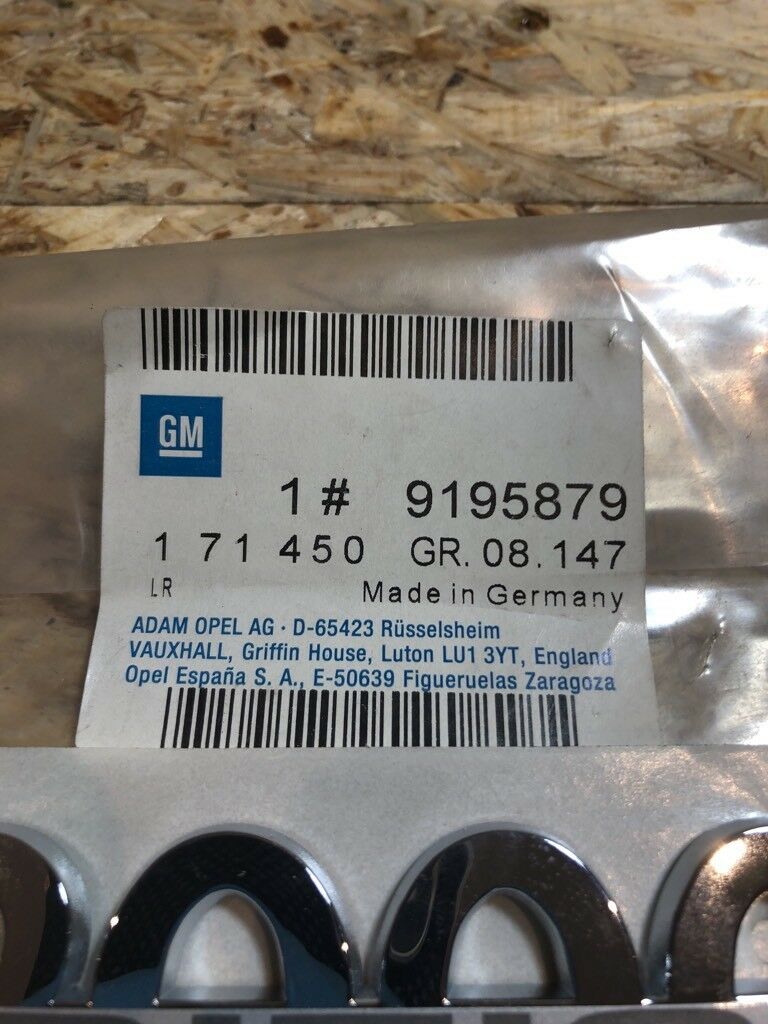 GM
1 # 9195879
1 71 450 GR. 08.147
LR Made in Germany
ADAM OPEL AG · D-65423 Rüsselsheim
VAUXHALL, Griffin House, Luton LU1 3YT, England
Opel España S. A., E-50639 Figueruelas Zaragoza